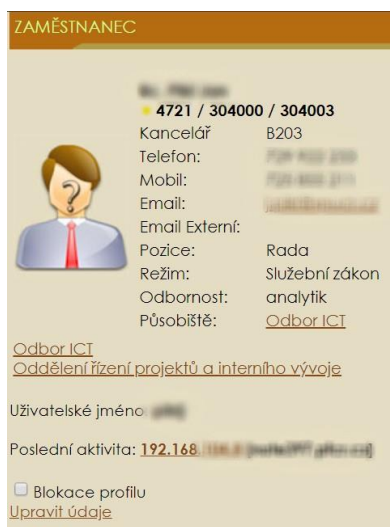 ZAMĚSTNANEC
4721 / 304000 / 304003
Kancelář B203
Telefon:
Mobil:
Email:
Email Externí:
Pozice: Rada
Režim: Služební zákon
Odbornost: analytik
Působiště: Odbor ICT
?
Odbor ICT
Oddělení řízení projektů a interního vývoje
Uživatelské jméno
Poslední aktivita: 192.168.
Blokace profilu
Upravit údaje